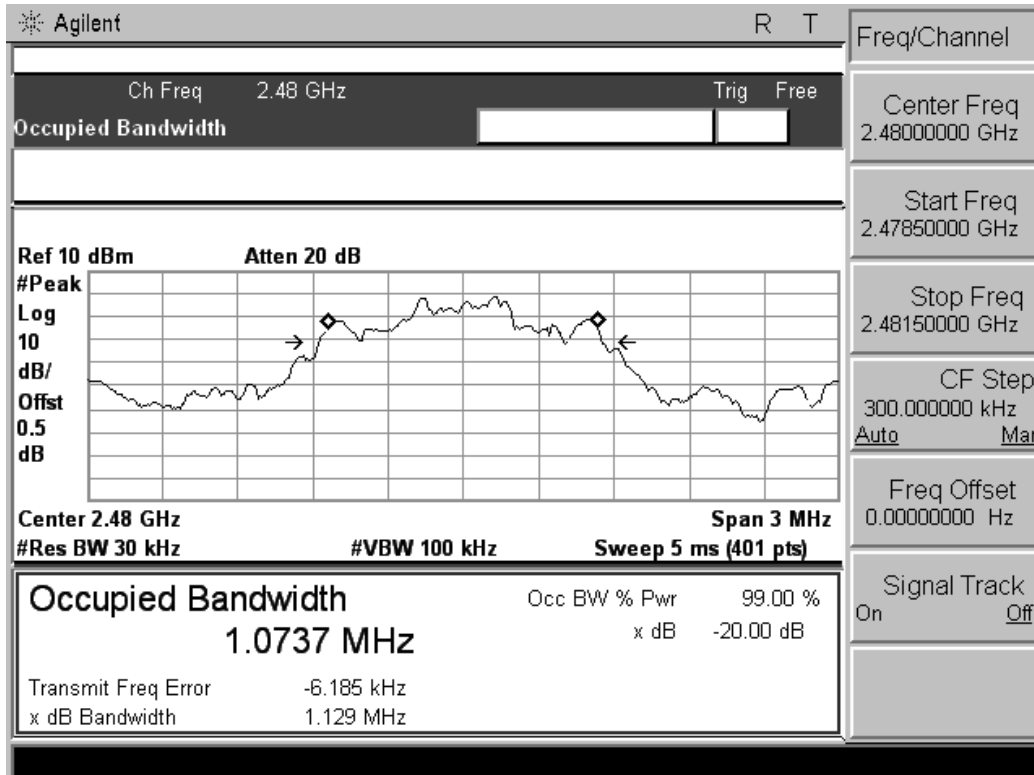 Agilent R T
Ch Freq 2.48 GHz Trig Free
Occupied Bandwidth
Ref 10 dBm Atten 20 dB
#Peak
Log
10
dB/
Offst
0.5
dB
Center 2.48 GHz Span 3 MHz
#Res BW 30 kHz #VBW 100 kHz Sweep 5 ms (401 pts)
Occupied Bandwidth
1.0737 MHz
Occ BW % Pwr 99.00 %
x dB -20.00 dB
Transmit Freq Error -6.185 kHz
x dB Bandwidth 1.129 MHz
Freq/Channel
Center Freq
2.48000000 GHz
Start Freq
2.47850000 GHz
Stop Freq
2.48150000 GHz
CF Step
300.000000 kHz
Auto Mar
Freq Offset
0.00000000 Hz
Signal Track
On Off